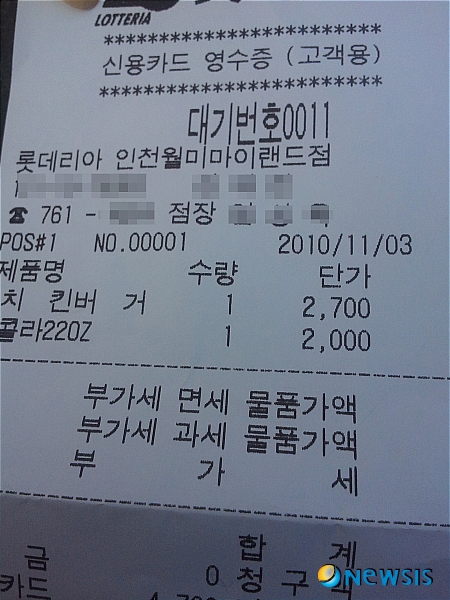 LOTTERIA
************************
신용카드 영수증 (고객용)
************************
대기번호0011
롯데리아 인천월미마이랜드점
☎ 761 - 점장
POS#1 NO.00001 2010/11/03
제품명 수량 단가
치 킨버 거 1 2,700
콜라22OZ 1 2,000
부가세 면세 물품가액
부가세 과세 물품가액
부 가 세
합 계
금 0 청 구 액
카드
newsis